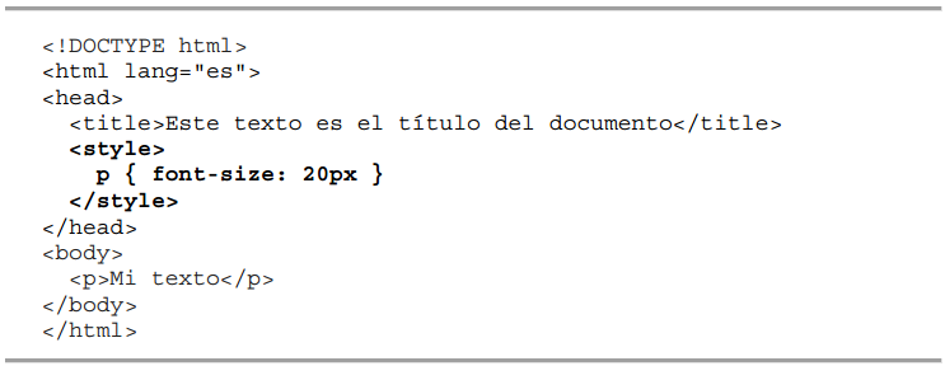 <!DOCTYPE html>
<html lang="es">
<head>
  <title>Este texto es el título del documento</title>
  <style>
    p { font-size: 20px }
  </style>
</head>
<body>
  <p>Mi texto</p>
</body>
</html>